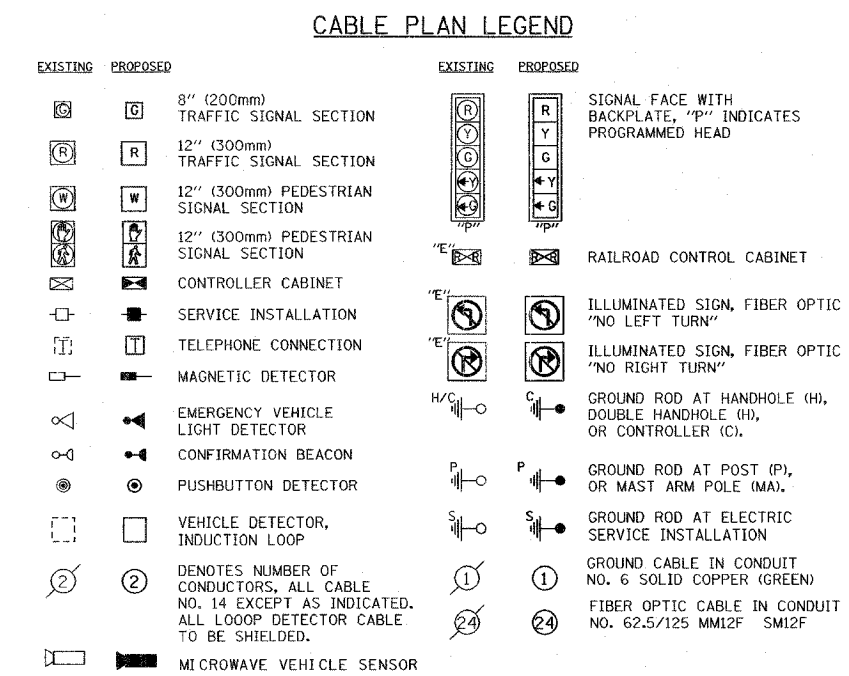 CABLE PLAN LEGEND
EXISTING PROPOSED
G G 8" (200mm)
TRAFFIC SIGNAL SECTION
R R 12" (300mm)
TRAFFIC SIGNAL SECTION
W W 12" (300mm) PEDESTRIAN
SIGNAL SECTION
12" (300mm) PEDESTRIAN
SIGNAL SECTION
CONTROLLER CABINET
SERVICE INSTALLATION
T T TELEPHONE CONNECTION
MAGNETIC DETECTOR
EMERGENCY VEHICLE
LIGHT DETECTOR
CONFIRMATION BEACON
PUSHBUTTON DETECTOR
VEHICLE DETECTOR,
INDUCTION LOOP
2 2 DENOTES NUMBER OF
CONDUCTORS, ALL CABLE
NO. 14 EXCEPT AS INDICATED.
ALL LOOOP DETECTOR CABLE
TO BE SHIELDED.
MICROWAVE VEHICLE SENSOR
EXISTING PROPOSED
R R
Y Y
G G
Y Y
G G
"P" "P"
SIGNAL FACE WITH
BACKPLATE, "P" INDICATES
PROGRAMMED HEAD
"E" RAILROAD CONTROL CABINET
"E" ILLUMINATED SIGN, FIBER OPTIC
"NO LEFT TURN"
"E" ILLUMINATED SIGN, FIBER OPTIC
"NO RIGHT TURN"
H/C C GROUND ROD AT HANDHOLE (H),
DOUBLE HANDHOLE (H),
OR CONTROLLER (C).
P P GROUND ROD AT POST (P),
OR MAST ARM POLE (MA).
S S GROUND ROD AT ELECTRIC
SERVICE INSTALLATION
1 1 GROUND CABLE IN CONDUIT
NO. 6 SOLID COPPER (GREEN)
24 24 FIBER OPTIC CABLE IN CONDUIT
NO. 62.5/125 MM12F SM12F